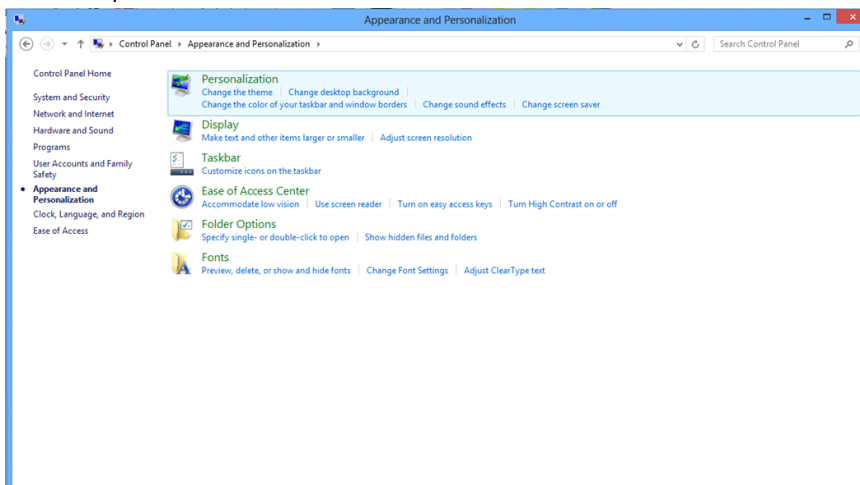 Appearance and Personalization
Control Panel Appearance and Personalization
Search Control Panel
Control Panel Home
System and Security
Network and Internet
Hardware and Sound
Programs
User Accounts and Family
Safety
Appearance and
Personalization
Clock, Language, and Region
Ease of Access
Personalization
Change the theme Change desktop background
Change the color of your taskbar and window borders Change sound effects Change screen saver
Display
Make text and other items larger or smaller Adjust screen resolution
Taskbar
Customize icons on the taskbar
Ease of Access Center
Accommodate low vision Use screen reader Turn on easy access keys Turn High Contrast on or off
Folder Options
Specify single- or double-click to open Show hidden files and folders
Fonts
Preview, delete, or show and hide fonts Change Font Settings Adjust ClearType text